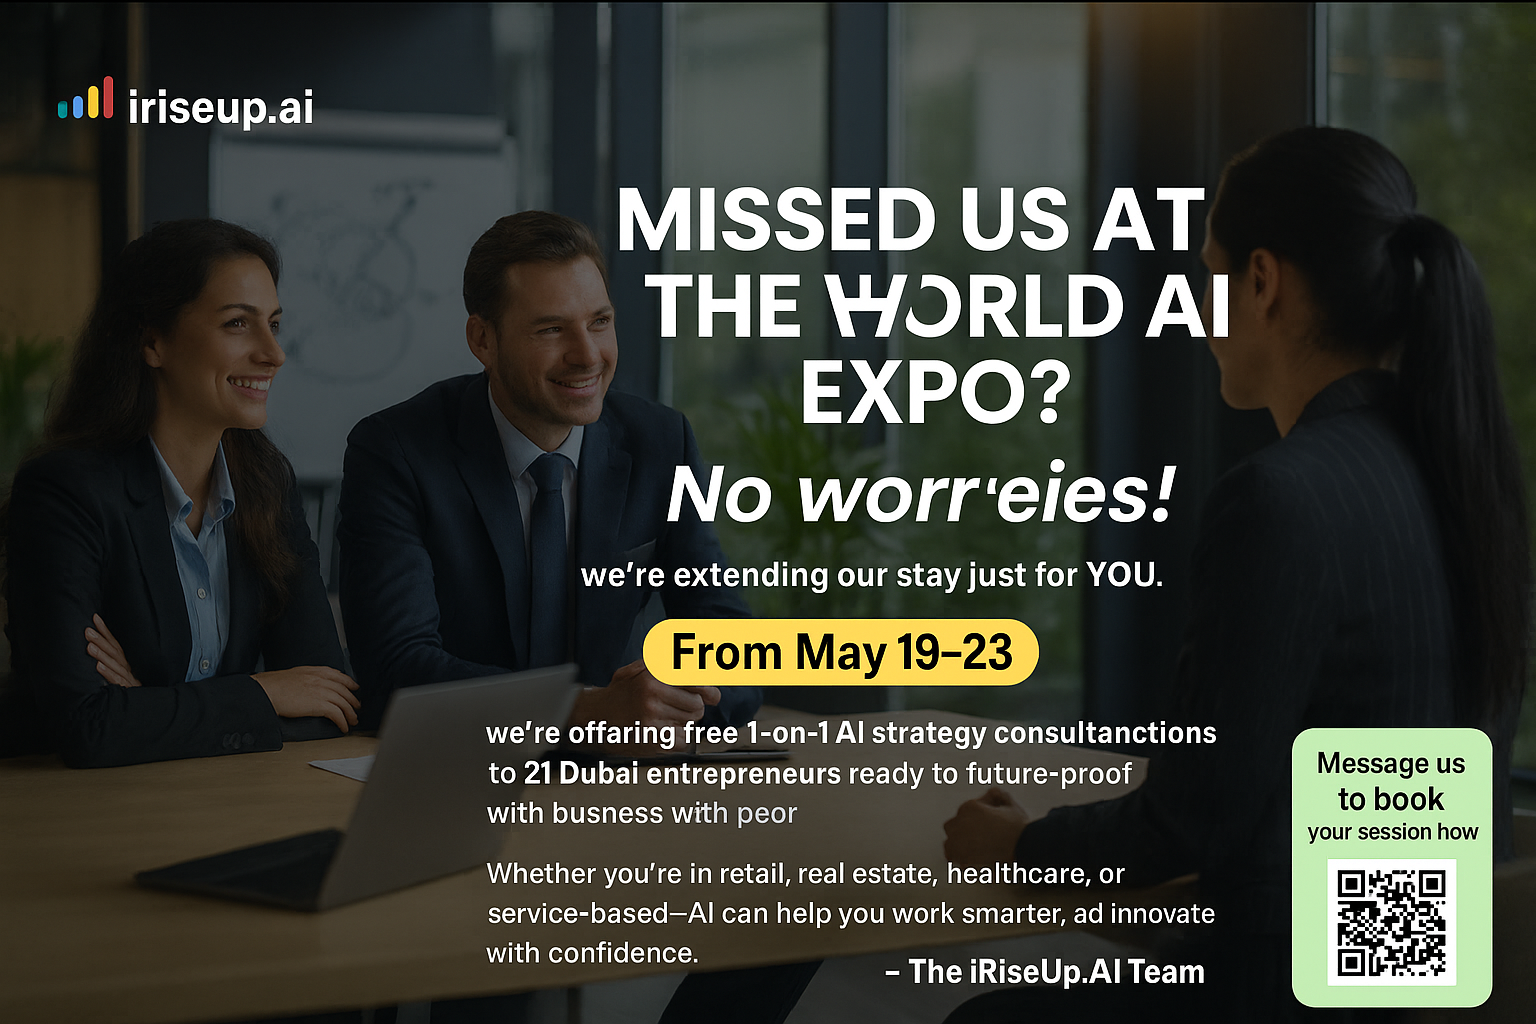 iriseup.ai
MISSED US AT
THE WORLD AI
EXPO?
No worr'eies!
we're extending our stay just for YOU.
From May 19–23
we're offaring free 1-on-1 AI strategy consultanctions
to 21 Dubai entrepreneurs ready to future-proof
with busness with peor
Whether you're in retail, real estate, healthcare, or
service-based—AI can help you work smarter, ad innovate
with confidence.
– The iRiseUp.AI Team
Message us
to book
your session how